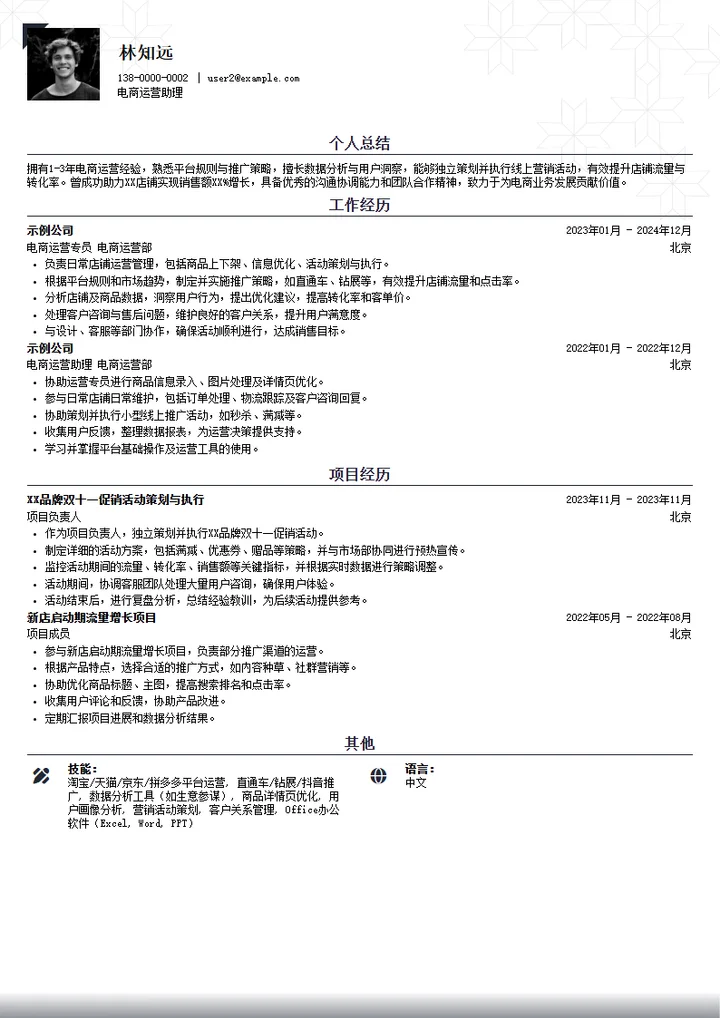 林知远
138-0000-0002 | user2@example.com
电商运营助理
个人总结
拥有1-3年电商运营经验，熟悉平台规则与推广策略，擅长数据分析与用户洞察，能够独立策划并执行线上营销活动，有效提升店铺流量与
转化率。曾成功助力XX店铺实现销售额XX%增长，具备优秀的沟通协调能力和团队合作精神，致力于为电商业务发展贡献价值。
工作经历
示例公司 2023年01月 - 2024年12月
电商运营专员 电商运营部 北京
• 负责日常店铺运营管理，包括商品上下架、信息优化、活动策划与执行。
• 根据平台规则和市场趋势，制定并实施推广策略，如直通车、钻展等，有效提升店铺流量和点击率。
• 分析店铺及商品数据，洞察用户行为，提出优化建议，提高转化率和客单价。
• 处理客户咨询与售后问题，维护良好的客户关系，提升用户满意度。
• 与设计、客服等部门协作，确保活动顺利进行，达成销售目标。
示例公司 2022年01月 - 2022年12月
电商运营助理 电商运营部 北京
• 协助运营专员进行商品信息录入、图片处理及详情页优化。
• 参与日常店铺日常维护，包括订单处理、物流跟踪及客户咨询回复。
• 协助策划并执行小型线上推广活动，如秒杀、满减等。
• 收集用户反馈，整理数据报表，为运营决策提供支持。
• 学习并掌握平台基础操作及运营工具的使用。
项目经历
XX品牌双十一促销活动策划与执行 2023年11月 - 2023年11月
项目负责人 北京
• 作为项目负责人，独立策划并执行XX品牌双十一促销活动。
• 制定详细的活动方案，包括满减、优惠券、赠品等策略，并与市场部协同进行预热宣传。
• 监控活动期间的流量、转化率、销售额等关键指标，并根据实时数据进行策略调整。
• 活动期间，协调客服团队处理大量用户咨询，确保用户体验。
• 活动结束后，进行复盘分析，总结经验教训，为后续活动提供参考。
新店启动期流量增长项目 2022年05月 - 2022年08月
项目成员 北京
• 参与新店启动期流量增长项目，负责部分推广渠道的运营。
• 根据产品特点，选择合适的推广方式，如内容种草、社群营销等。
• 协助优化商品标题、主图，提高搜索排名和点击率。
• 收集用户评论和反馈，协助产品改进。
• 定期汇报项目进展和数据分析结果。
其他
技能：
淘宝/天猫/京东/拼多多平台运营, 直通车/钻展/抖音推
广, 数据分析工具（如生意参谋）, 商品详情页优化, 用
户画像分析, 营销活动策划, 客户关系管理, Office办公
软件（Excel, Word, PPT）
语言：
中文